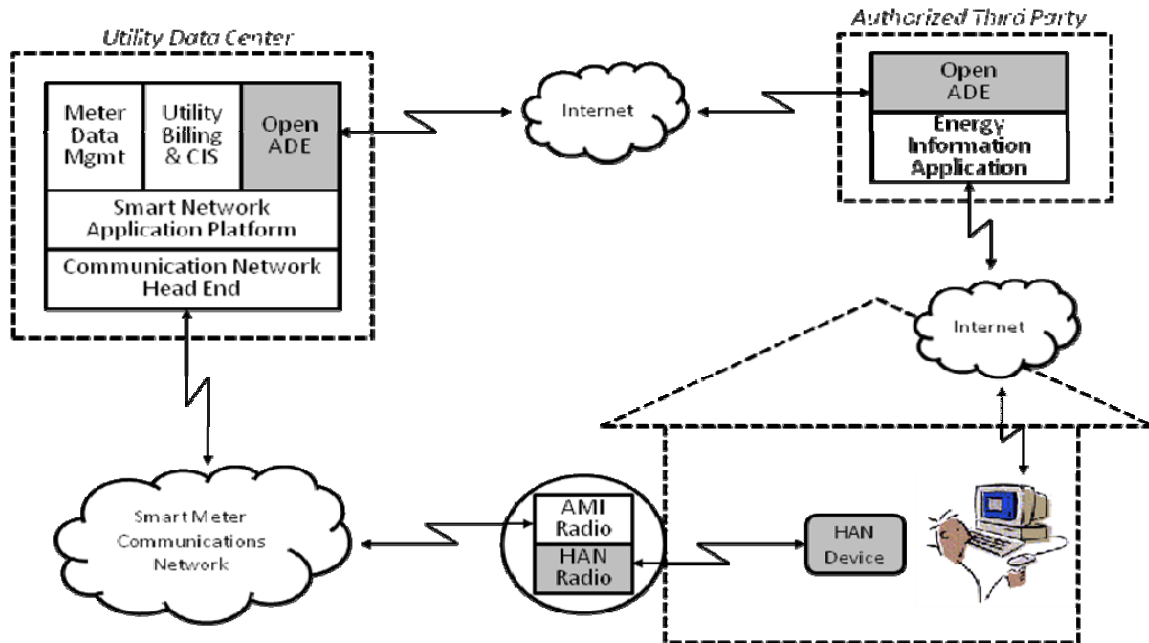 Utility Data Center
Authorized Third Party
Meter
Data
Mgmt
Utility
Billing
& CIS
Open
ADE
Smart Network
Application Platform
Communication Network
Head End
Internet
Open
ADE
Energy
Information
Application
Internet
Smart Meter
Communications
Network
AMI
Radio
HAN
Radio
HAN
Device